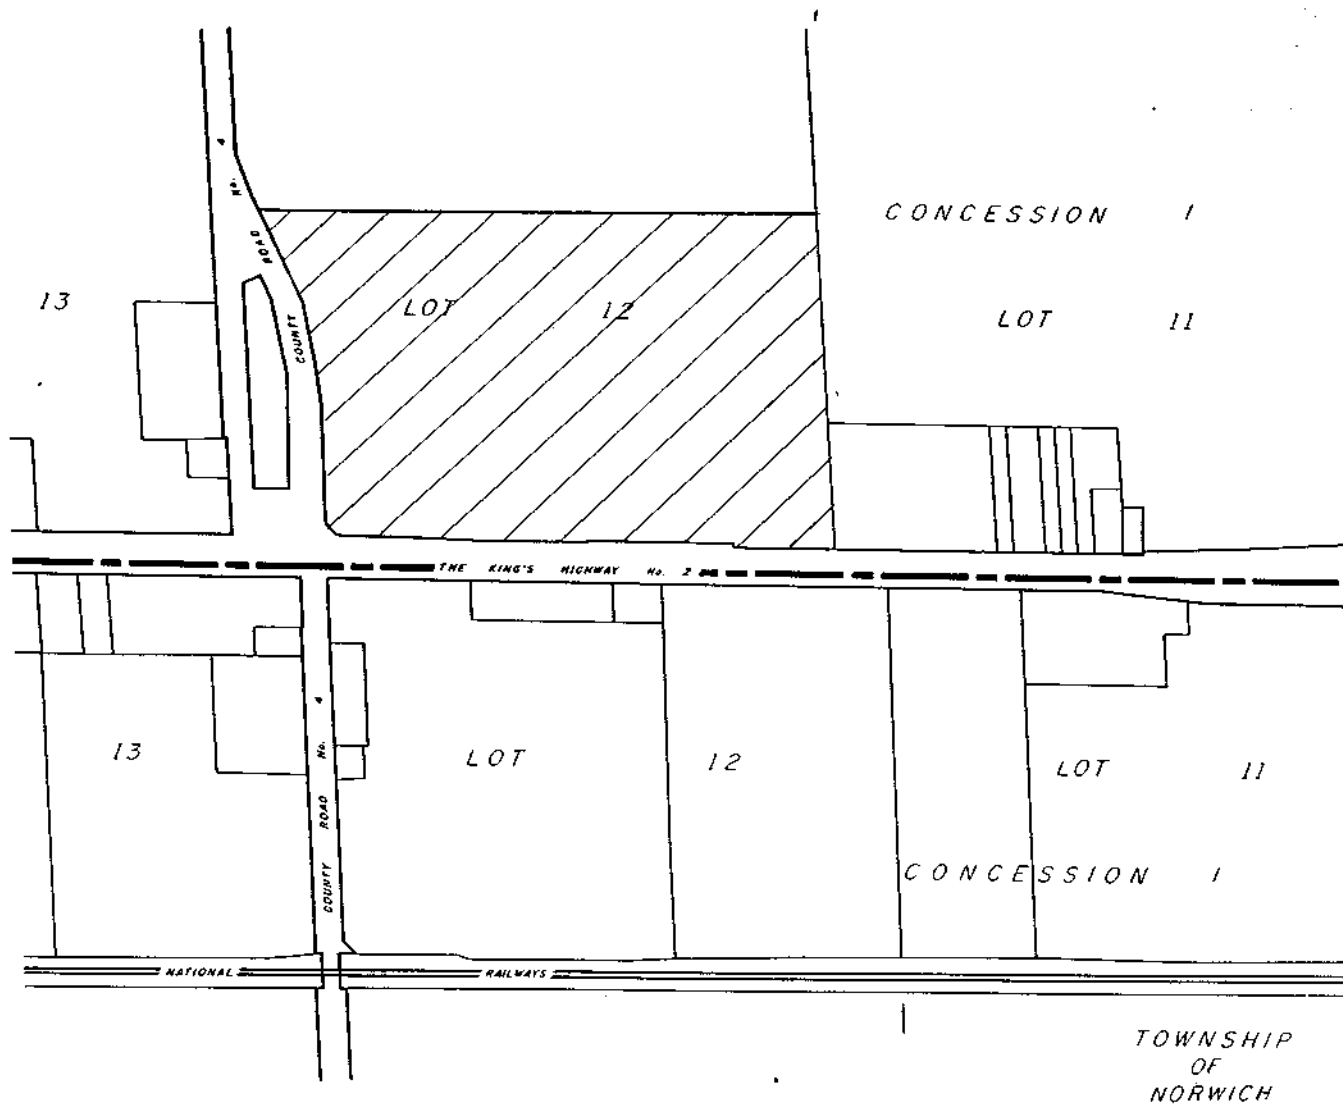 CONCESSION 1
13
LOT 12
LOT 11
COUNTY ROAD No. 4
THE KING'S HIGHWAY No. 2
13
LOT 12
LOT 11
COUNTY ROAD No. 4
CONCESSION 1
NATIONAL RAILWAYS
TOWNSHIP
OF
NORWICH